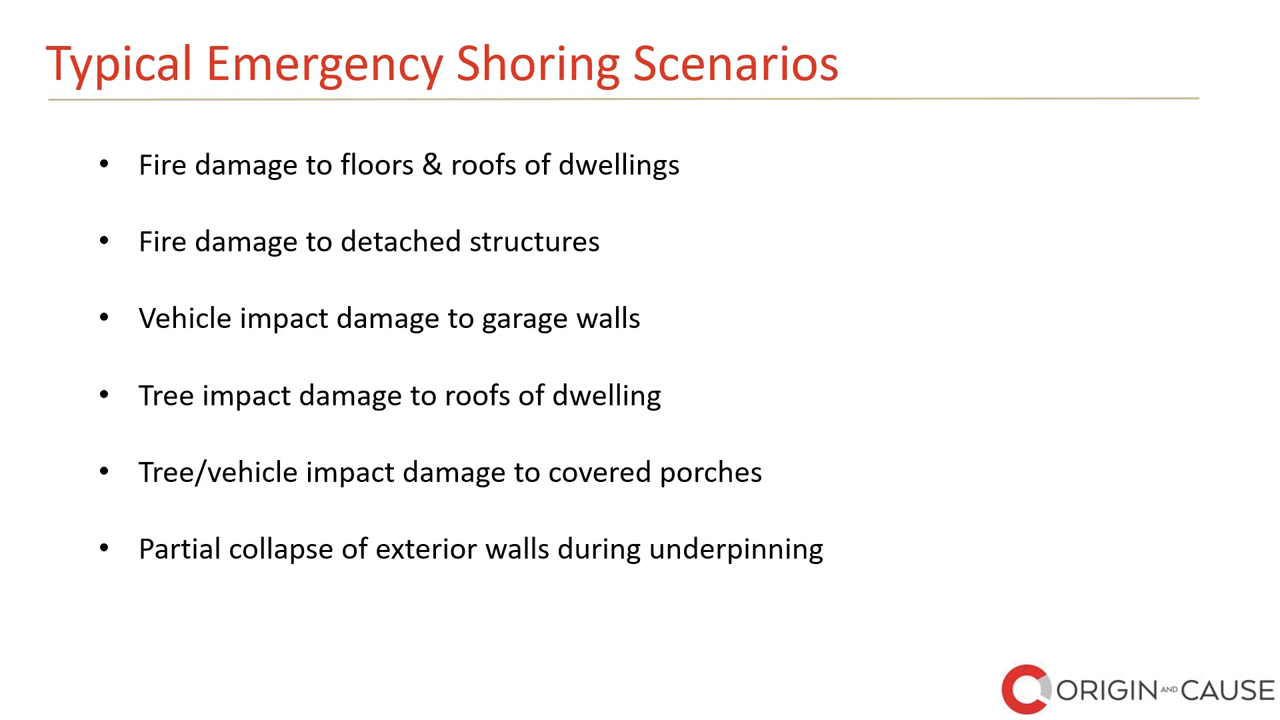 Typical Emergency Shoring Scenarios
• Fire damage to floors & roofs of dwellings
• Fire damage to detached structures
• Vehicle impact damage to garage walls
• Tree impact damage to roofs of dwelling
• Tree/vehicle impact damage to covered porches
• Partial collapse of exterior walls during underpinning
ORIGIN AND CAUSE